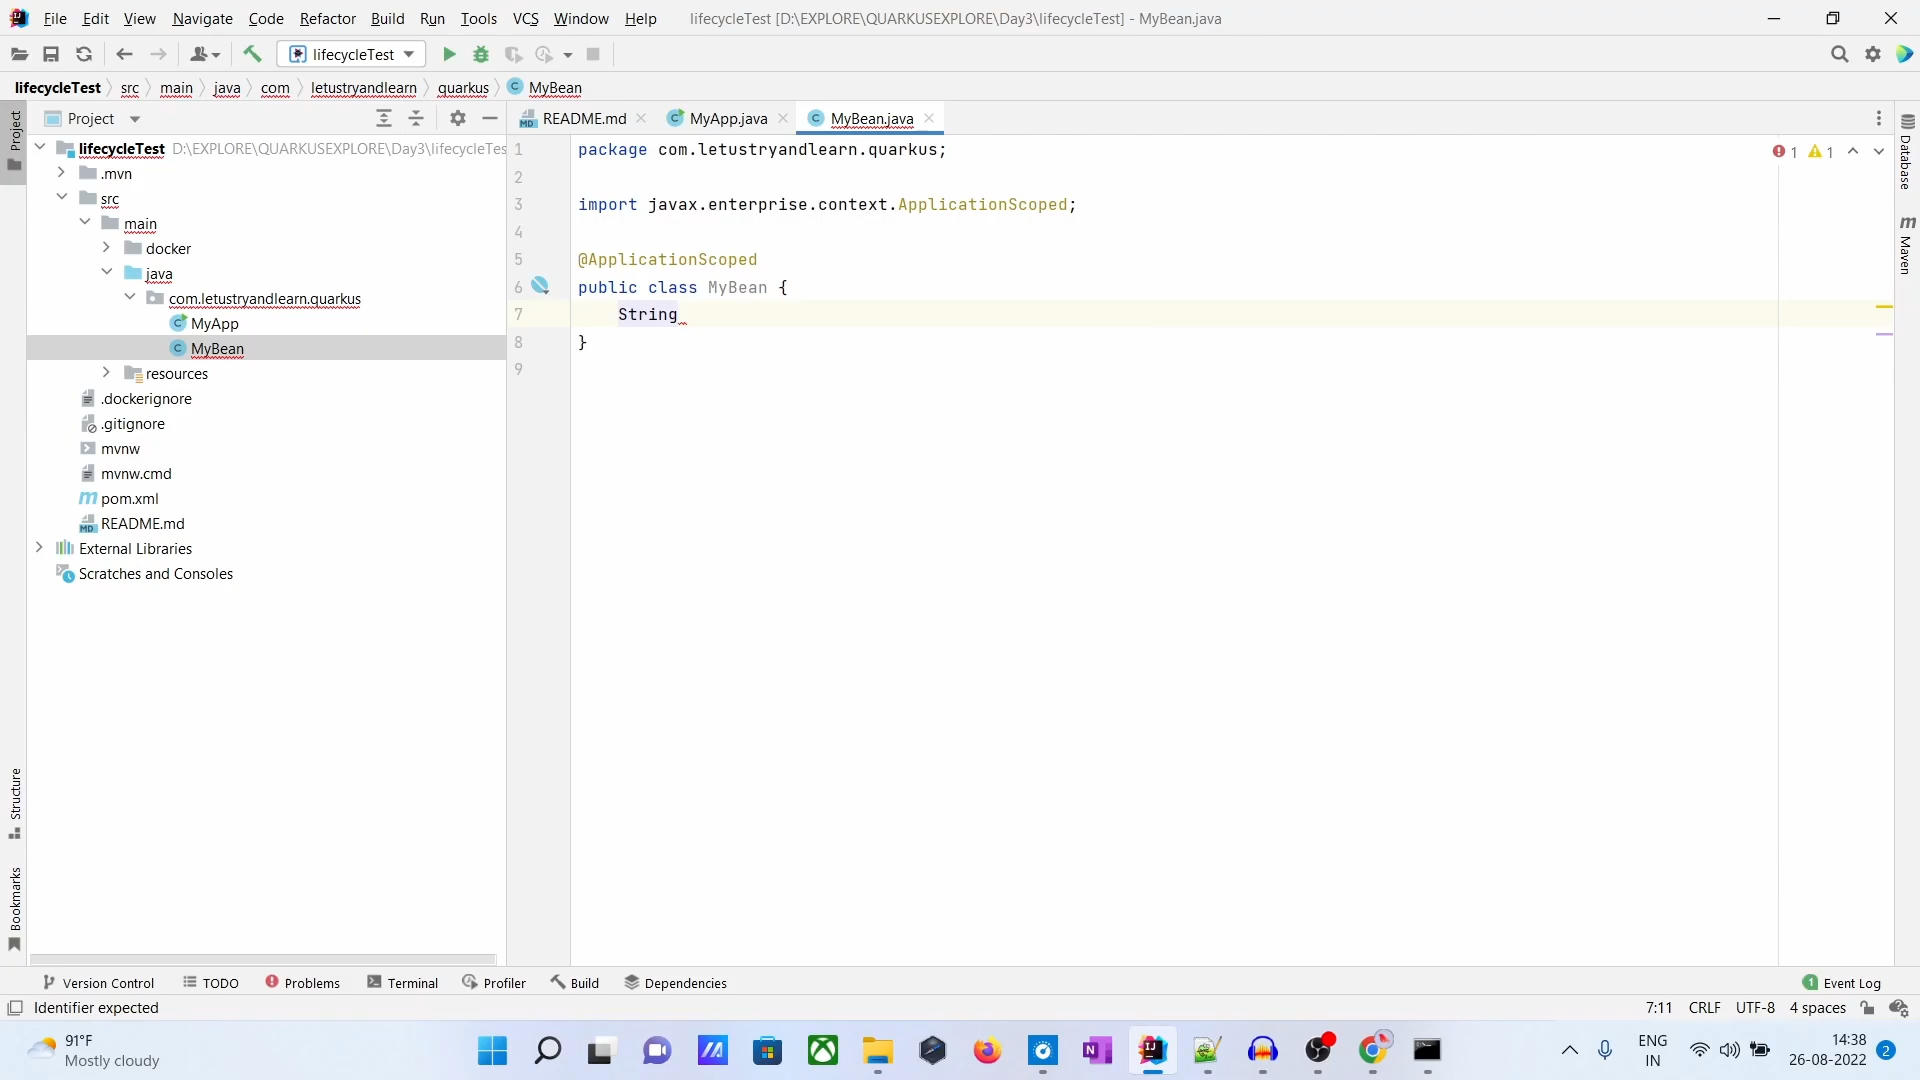 File Edit View Navigate Code Refactor Build Run Tools VCS Window Help lifecycleTest [D:\EXPLORE\QUARKUSEXPLORE\Day3\lifecycleTest] - MyBean.java
lifecycleTest
lifecycleTest src main java com letustryandlearn quarkus MyBean
Project
README.md MyApp.java MyBean.java
lifecycleTest D:\EXPLORE\QUARKUSEXPLORE\Day3\lifecycleTes
.mvn
src
main
docker
java
com.letustryandlearn.quarkus
MyApp
MyBean
resources
.dockerignore
.gitignore
mvnw
mvnw.cmd
pom.xml
README.md
External Libraries
Scratches and Consoles
1 package com.letustryandlearn.quarkus;
2
3 import javax.enterprise.context.ApplicationScoped;
4
5 @ApplicationScoped
6 public class MyBean {
7 String
8 }
9
1 1
Project
Structure
Bookmarks
Database
Maven
Version Control TODO Problems Terminal Profiler Build Dependencies 1 Event Log
Identifier expected 7:11 CRLF UTF-8 4 spaces
91°F
Mostly cloudy
ENG
IN
14:38
26-08-2022
2